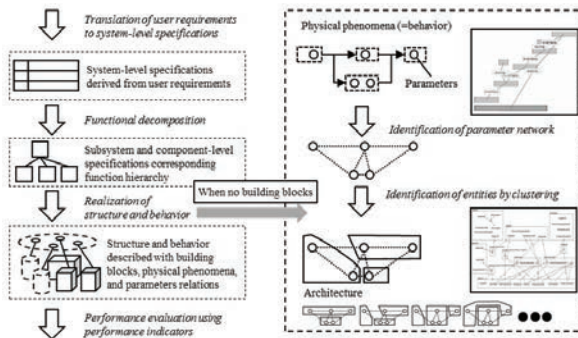 Translation of user requirements
to system-level specifications
System-level specifications
derived from user requirements
Functional decomposition
Subsystem and component-level
specifications corresponding
function hierarchy
Realization of
structure and behavior
When no building blocks
Structure and behavior
described with building
blocks, physical phenomena,
and parameters relations
Performance evaluation using
performance indicators
Physical phenomena (=behavior)
Parameters
Identification of parameter network
Identification of entities by clustering
Architecture